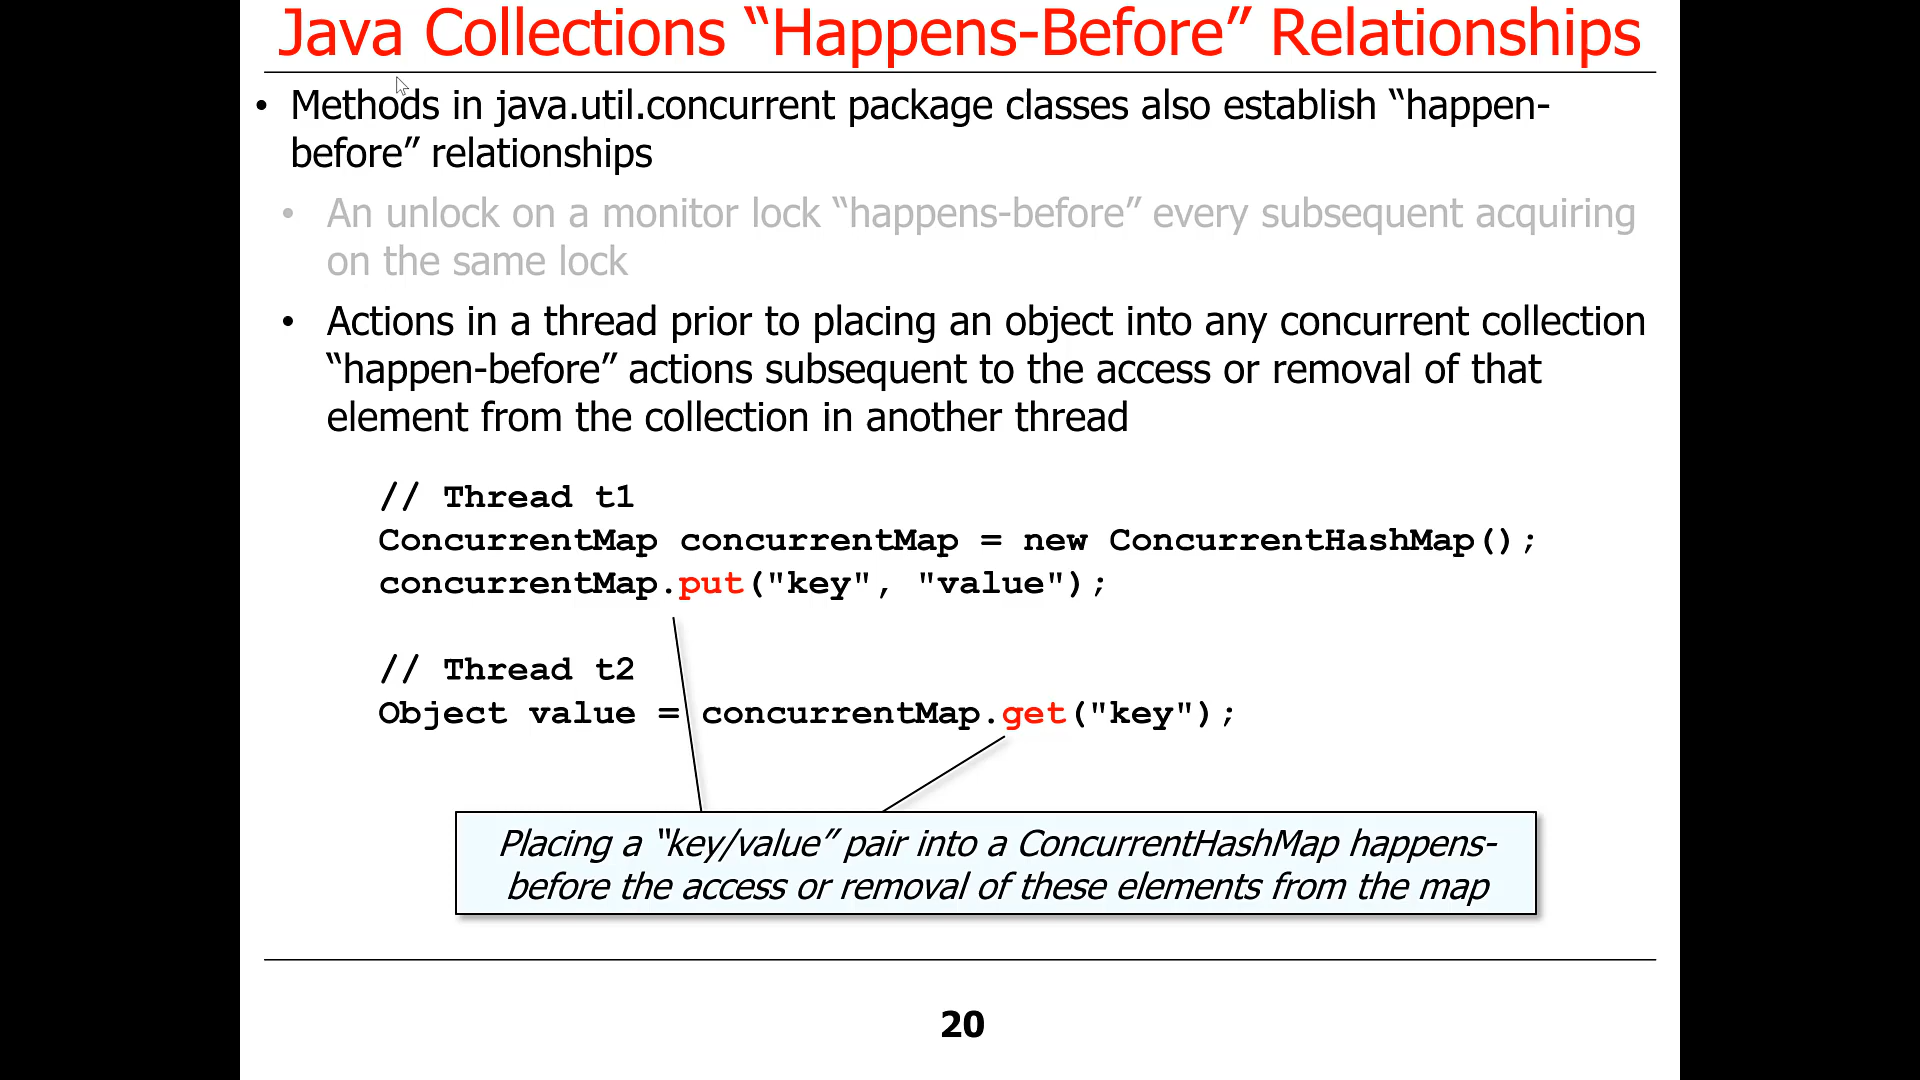 Java Collections “Happens-Before” Relationships
• Methods in java.util.concurrent package classes also establish “happen-
before” relationships
• An unlock on a monitor lock “happens-before” every subsequent acquiring
on the same lock
• Actions in a thread prior to placing an object into any concurrent collection
“happen-before” actions subsequent to the access or removal of that
element from the collection in another thread
// Thread t1
ConcurrentMap concurrentMap = new ConcurrentHashMap();
concurrentMap.put("key", "value");
// Thread t2
Object value = concurrentMap.get("key");
Placing a “key/value” pair into a ConcurrentHashMap happens-
before the access or removal of these elements from the map
20